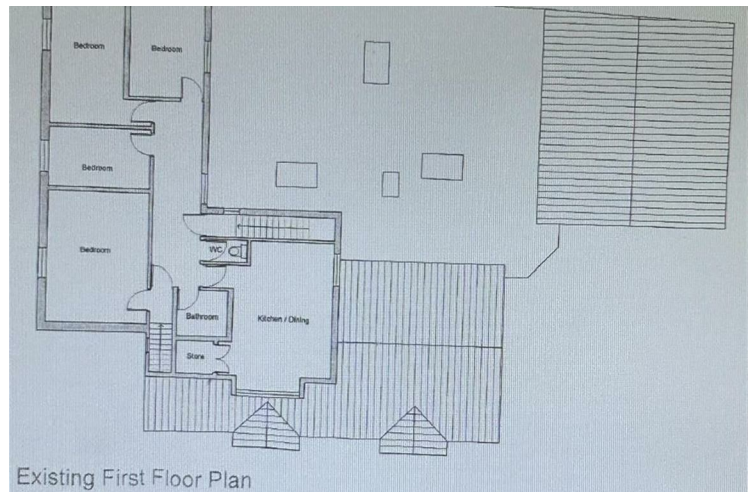 Bedroom
Bedroom
Bedroom
Bedroom
WC
Bathroom
Kitchen / Dining
Store
Existing First Floor Plan